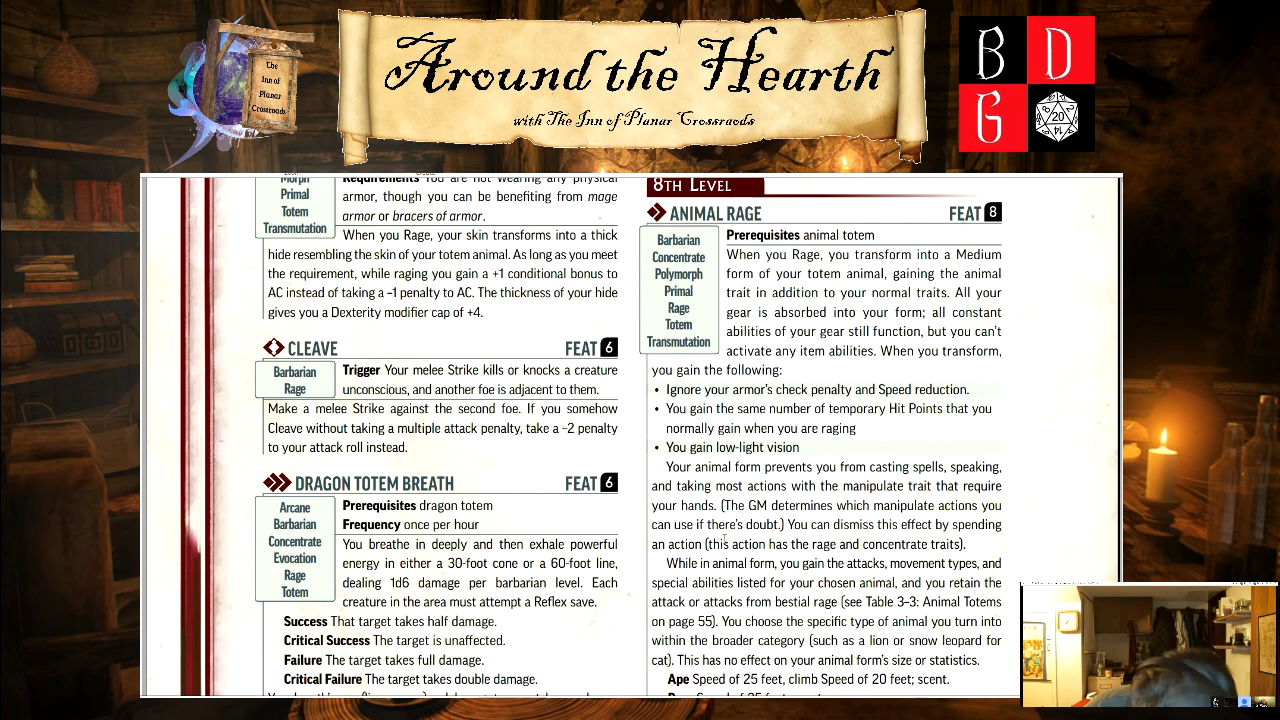 The
Inn of
Planar
Crossroads
Around the Hearth
with The Inn of Planar Crossraods
B D
G 20
Morph
Primal
Totem
Transmutation
Requirements You are not wearing any physical
armor, though you can be benefiting from mage
armor or bracers of armor.
When you Rage, your skin transforms into a thick
hide resembling the skin of your totem animal. As long as you meet
the requirement, while raging you gain a +1 conditional bonus to
AC instead of taking a –1 penalty to AC. The thickness of your hide
gives you a Dexterity modifier cap of +4.
CLEAVE FEAT 6
Barbarian
Rage
Trigger Your melee Strike kills or knocks a creature
unconscious, and another foe is adjacent to them.
Make a melee Strike against the second foe. If you somehow
Cleave without taking a multiple attack penalty, take a –2 penalty
to your attack roll instead.
DRAGON TOTEM BREATH FEAT 6
Arcane
Barbarian
Concentrate
Evocation
Rage
Totem
Prerequisites dragon totem
Frequency once per hour
You breathe in deeply and then exhale powerful
energy in either a 30-foot cone or a 60-foot line,
dealing 1d6 damage per barbarian level. Each
creature in the area must attempt a Reflex save.
Success That target takes half damage.
Critical Success The target is unaffected.
Failure The target takes full damage.
Critical Failure The target takes double damage.
8TH LEVEL
ANIMAL RAGE FEAT 8
Barbarian
Concentrate
Polymorph
Primal
Rage
Totem
Transmutation
Prerequisites animal totem
When you Rage, you transform into a Medium
form of your totem animal, gaining the animal
trait in addition to your normal traits. All your
gear is absorbed into your form; all constant
abilities of your gear still function, but you can't
activate any item abilities. When you transform,
you gain the following:
• Ignore your armor's check penalty and Speed reduction.
• You gain the same number of temporary Hit Points that you
normally gain when you are raging
• You gain low-light vision
Your animal form prevents you from casting spells, speaking,
and taking most actions with the manipulate trait that require
your hands. (The GM determines which manipulate actions you
can use if there's doubt.) You can dismiss this effect by spending
an action (this action has the rage and concentrate traits).
While in animal form, you gain the attacks, movement types, and
special abilities listed for your chosen animal, and you retain the
attack or attacks from bestial rage (see Table 3–3: Animal Totems
on page 55). You choose the specific type of animal you turn into
within the broader category (such as a lion or snow leopard for
cat). This has no effect on your animal form's size or statistics.
Ape Speed of 25 feet, climb Speed of 20 feet; scent.